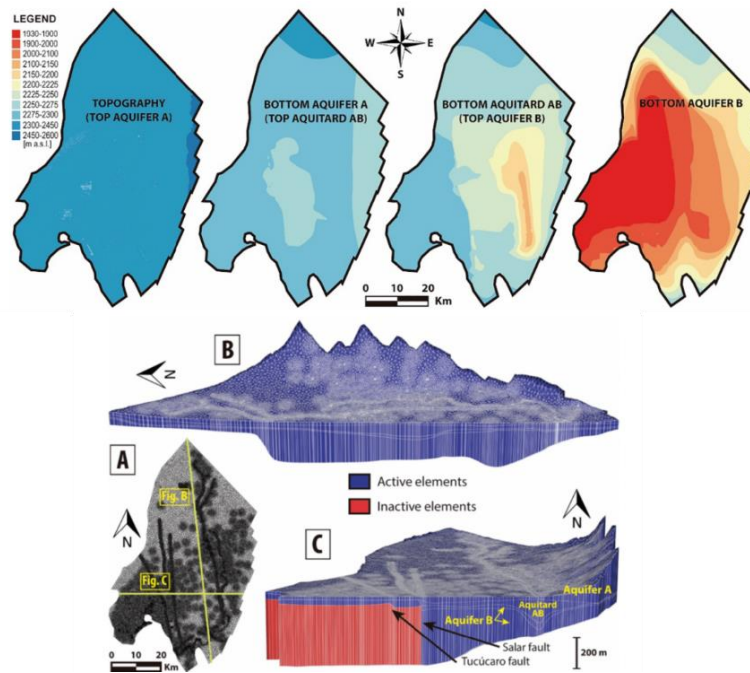 LEGEND
1930-1900
1900-2000
2000-2100
2100-2150
2150-2200
2200-2225
2225-2250
2250-2275
2275-2300
2300-2450
2450-2600
[m a.s.l.]
N
W E
S
TOPOGRAPHY
(TOP AQUIFER A)
BOTTOM AQUIFER A
(TOP AQUITARD AB)
BOTTOM AQUITARD AB
(TOP AQUIFER B)
BOTTOM AQUIFER B
0 10 20
Km
B
N
A
Fig. B
N
Fig. C
0 10 20
Km
Active elements
Inactive elements
N
C
Aquifer A
Aquitard
AB
Aquifer B
Salar fault
Tucúcaro fault
200 m